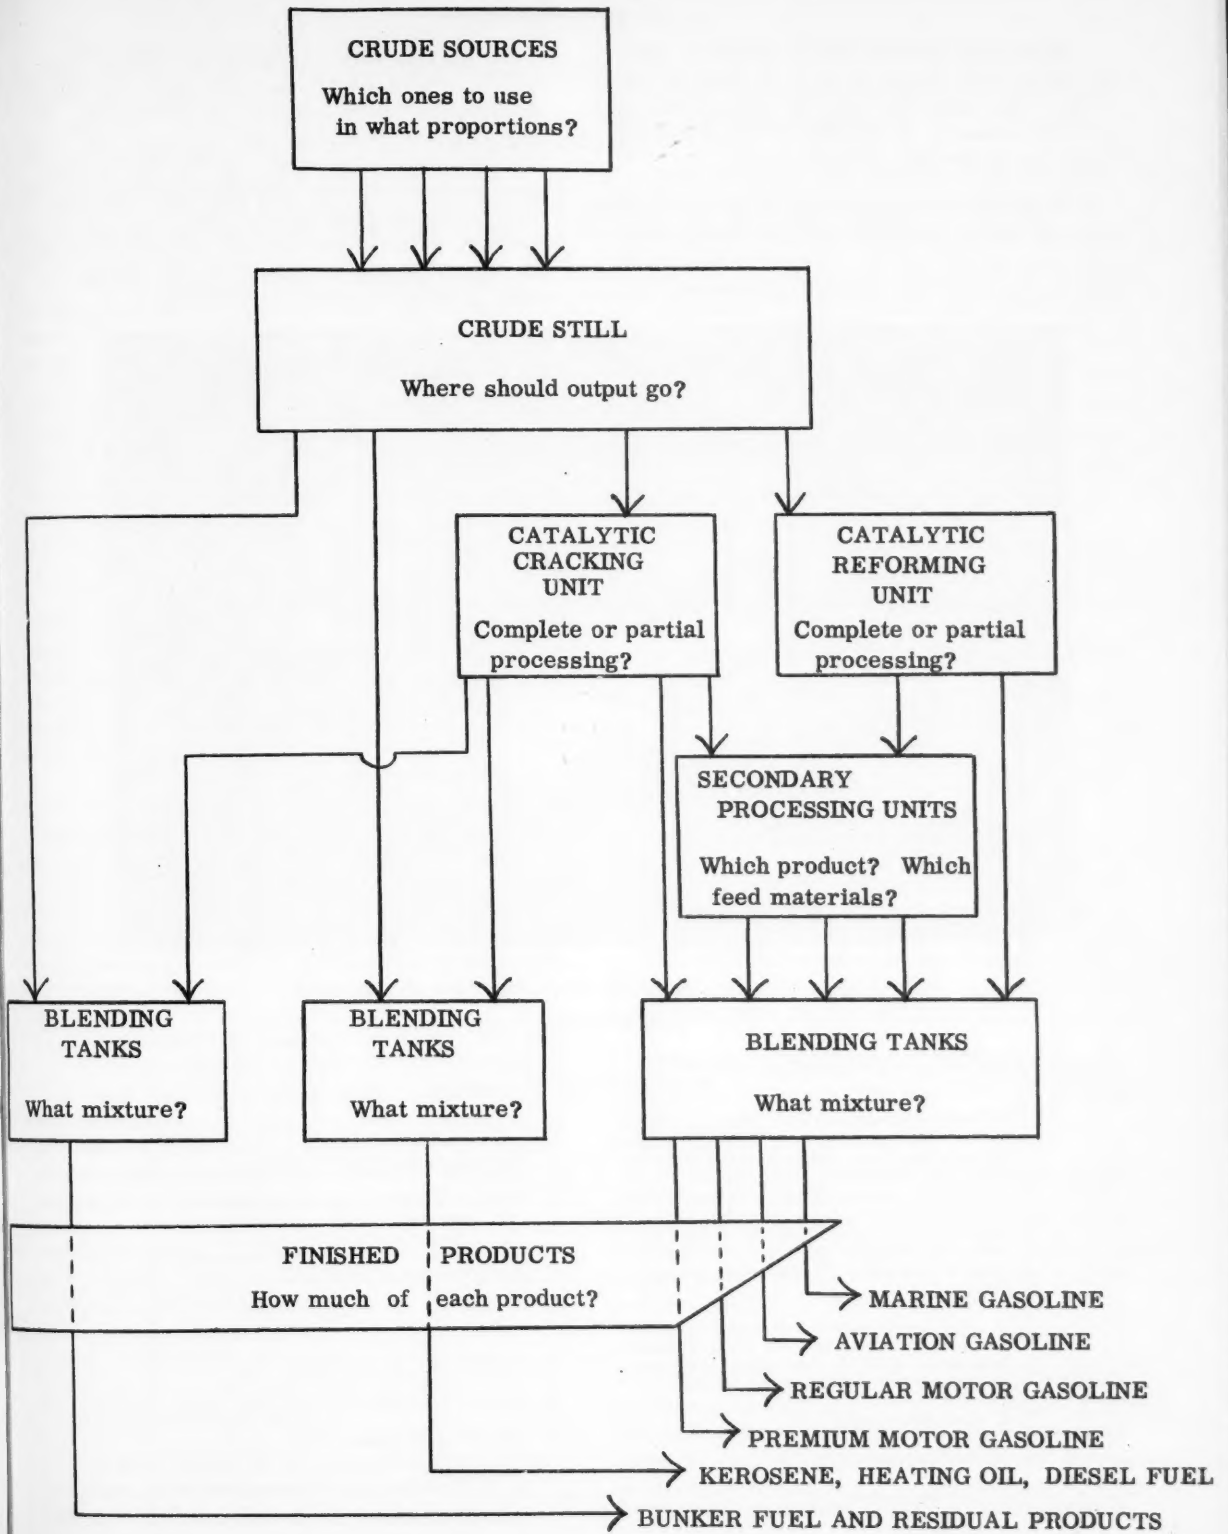 CRUDE SOURCES
Which ones to use
in what proportions?
CRUDE STILL
Where should output go?
CATALYTIC
CRACKING
UNIT
Complete or partial
processing?
CATALYTIC
REFORMING
UNIT
Complete or partial
processing?
SECONDARY
PROCESSING UNITS
Which product? Which
feed materials?
BLENDING
TANKS
What mixture?
BLENDING
TANKS
What mixture?
BLENDING TANKS
What mixture?
FINISHED PRODUCTS
How much of each product?
MARINE GASOLINE
AVIATION GASOLINE
REGULAR MOTOR GASOLINE
PREMIUM MOTOR GASOLINE
KEROSENE, HEATING OIL, DIESEL FUEL
BUNKER FUEL AND RESIDUAL PRODUCTS